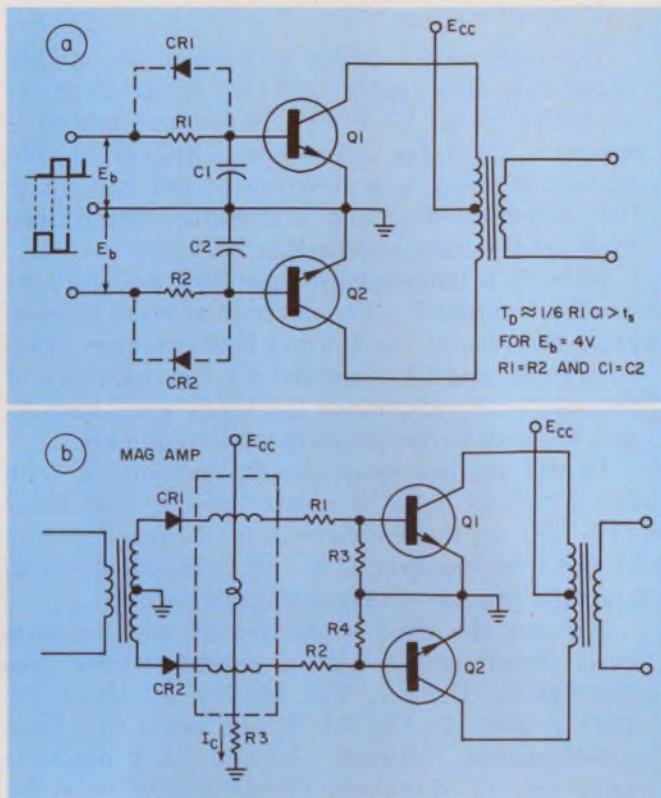 a
CR1
R1
C1
Q1
E_CC
E_b
E_b
C2
R2
Q2
CR2
T_D ≈ 1/6 R1 C1 > t_s
FOR E_b = 4V
R1=R2 AND C1=C2
b
MAG AMP
E_CC
E_CC
CR1
R1
Q1
R3
R4
CR2
R2
Q2
I_C
R3